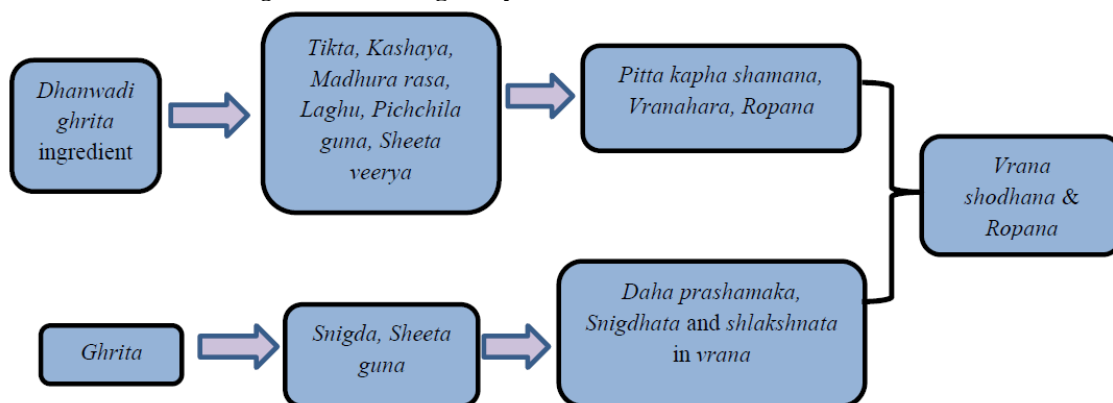 Dhanwadi
ghrita
ingredient
Tikta, Kashaya,
Madhura rasa,
Laghu, Pichchila
guna, Sheeta
veerya
Pitta kapha shamana,
Vranahara, Ropana
Vrana
shodhana &
Ropana
Ghrita
Snigda, Sheeta
guna
Daha prashamaka,
Snigdhata and shlakshnata
in vrana